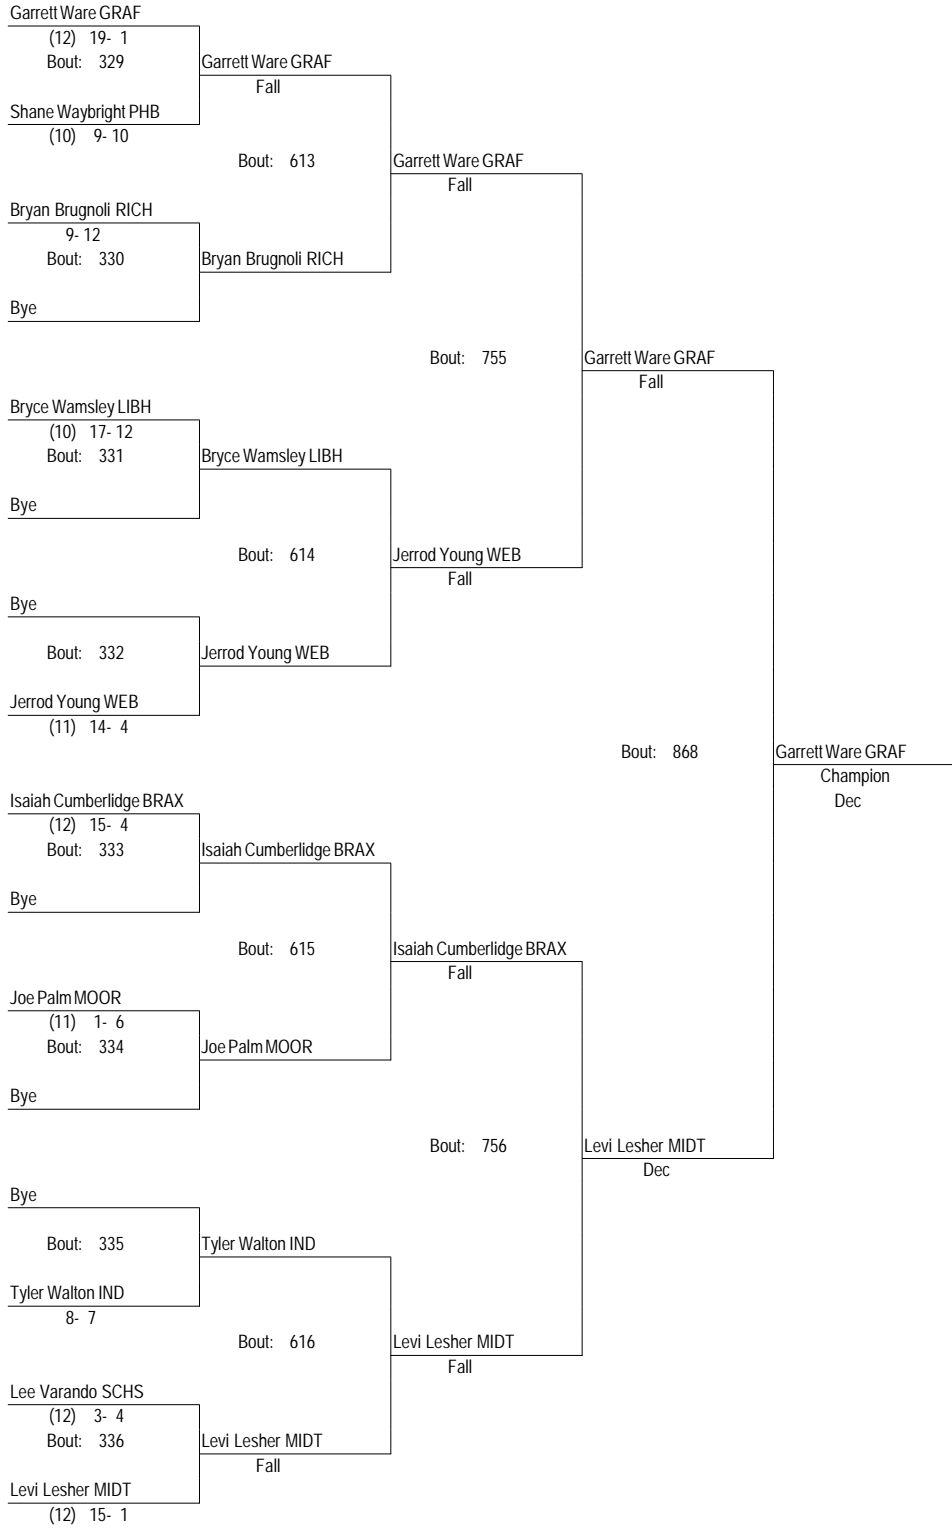 Garrett Ware GRAF
(12) 19- 1
Bout: 329
Garrett Ware GRAF
Fall
Shane Waybright PHB
(10) 9- 10
Bout: 613
Garrett Ware GRAF
Fall
Bryan Brugnoli RICH
9- 12
Bout: 330
Bryan Brugnoli RICH
Bye
Bout: 755
Garrett Ware GRAF
Fall
Bryce Wamsley LIBH
(10) 17- 12
Bout: 331
Bryce Wamsley LIBH
Bye
Bout: 614
Jerrod Young WEB
Fall
Bye
Bout: 332
Jerrod Young WEB
Jerrod Young WEB
(11) 14- 4
Bout: 868
Garrett Ware GRAF
Champion
Dec
Isaiah Cumberlidge BRAX
(12) 15- 4
Bout: 333
Isaiah Cumberlidge BRAX
Bye
Bout: 615
Isaiah Cumberlidge BRAX
Fall
Joe Palm MOOR
(11) 1- 6
Bout: 334
Joe Palm MOOR
Bye
Bout: 756
Levi Lesher MIDT
Dec
Bye
Bout: 335
Tyler Walton IND
Tyler Walton IND
8- 7
Bout: 616
Levi Lesher MIDT
Fall
Lee Varando SCHS
(12) 3- 4
Bout: 336
Levi Lesher MIDT
Fall
Levi Lesher MIDT
(12) 15- 1